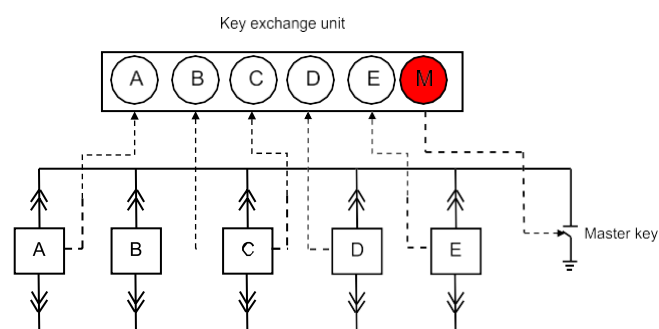 Key exchange unit
A B C D E M
A B C D E
Master key